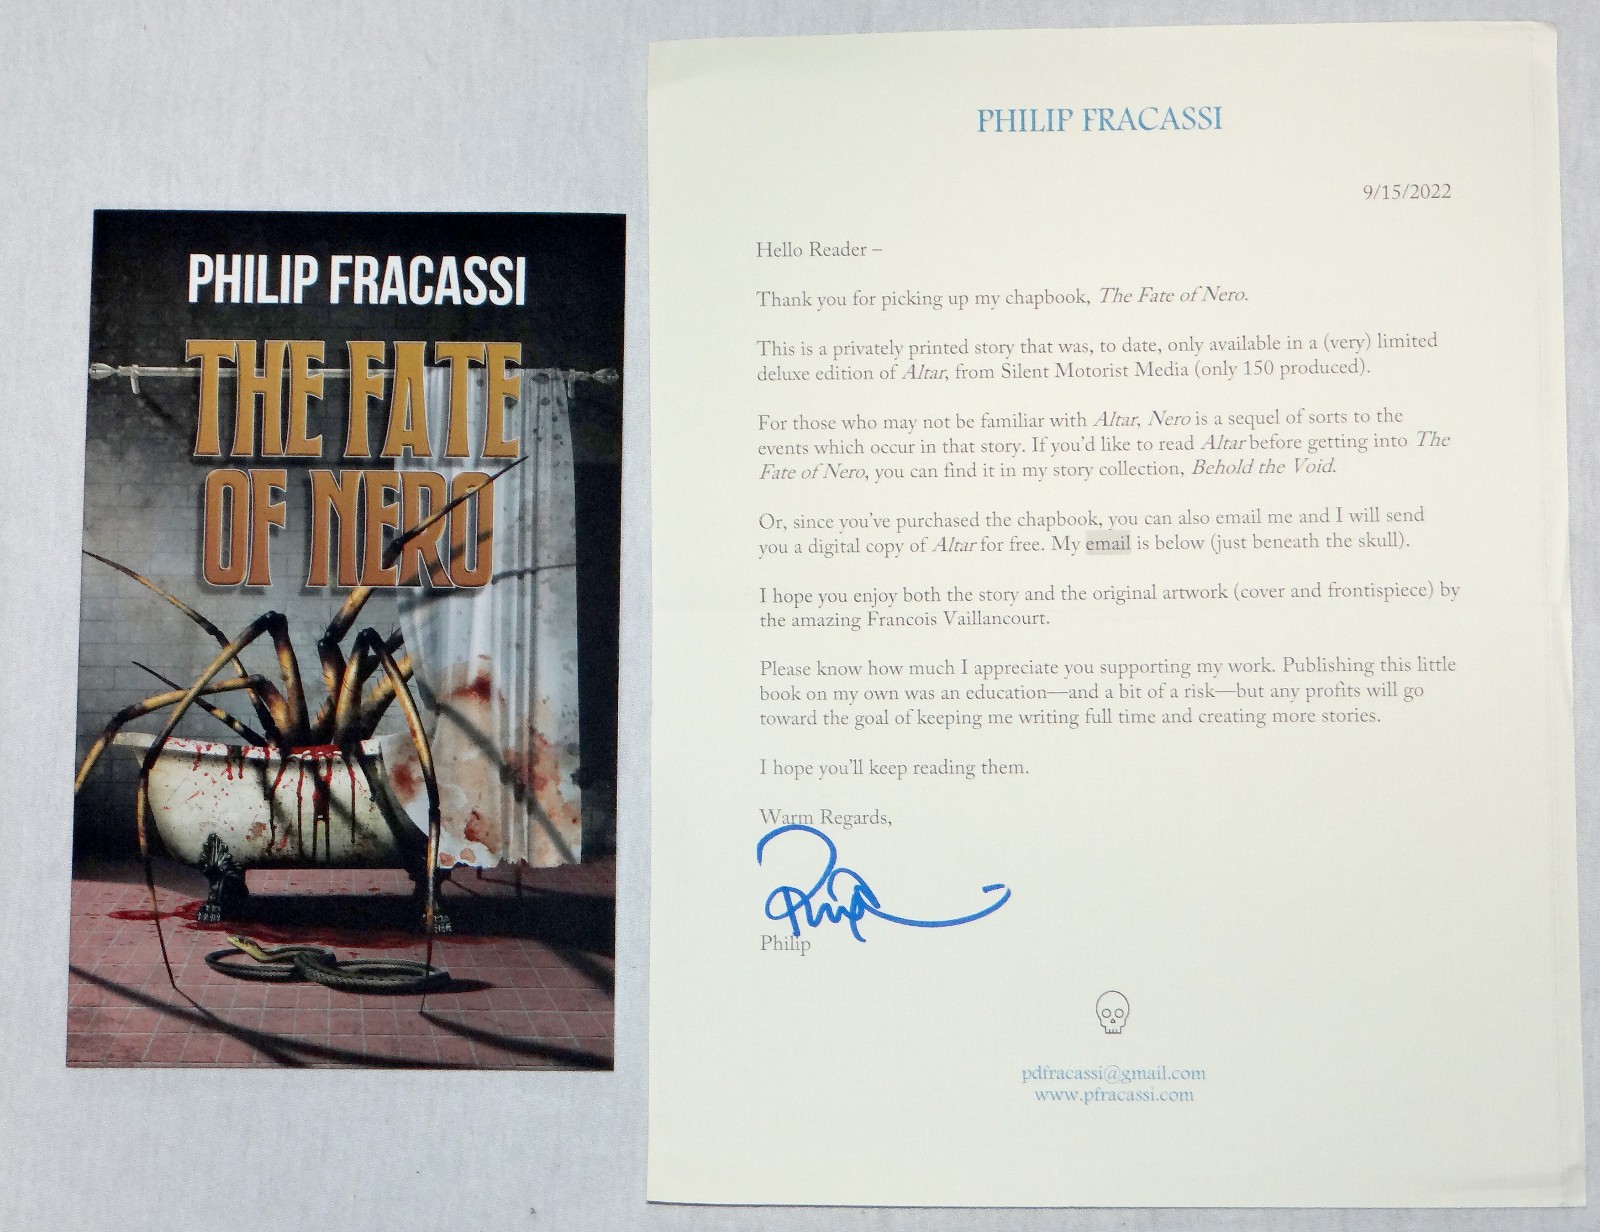 PHILIP FRACASSI
THE FATE
OF NERO
PHILIP FRACASSI
9/15/2022
Hello Reader –
Thank you for picking up my chapbook, The Fate of Nero.
This is a privately printed story that was, to date, only available in a (very) limited
deluxe edition of Altar, from Silent Motorist Media (only 150 produced).
For those who may not be familiar with Altar, Nero is a sequel of sorts to the
events which occur in that story. If you'd like to read Altar before getting into The
Fate of Nero, you can find it in my story collection, Behold the Void.
Or, since you've purchased the chapbook, you can also email me and I will send
you a digital copy of Altar for free. My email is below (just beneath the skull).
I hope you enjoy both the story and the original artwork (cover and frontispiece) by
the amazing Francois Vaillancourt.
Please know how much I appreciate you supporting my work. Publishing this little
book on my own was an education—and a bit of a risk—but any profits will go
toward the goal of keeping me writing full time and creating more stories.
I hope you'll keep reading them.
Warm Regards,
Philip
pdfracassi@gmail.com
www.pfracassi.com